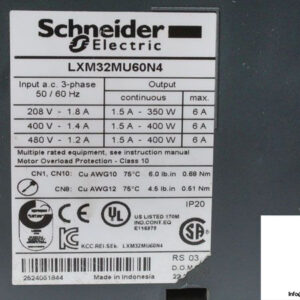 Schneider
Electric
LXM32MU60N4
Input a.c. 3-phase
50 / 60 Hz
Output
continuous
max.
208 V - 1.8 A
1.5 A - 350 W
6 A
400 V - 1.4 A
1.5 A - 400 W
6 A
480 V - 1.2 A
1.5 A - 400 W
6 A
Multiple rated equipment, see instruction manual
Motor Overload Protection - Class 10
CN1, CN10: Cu AWG10 75°C 6.0 lb.in 0.68 Nm
CN8: Cu AWG12 75°C 4.5 lb.in 0.51 Nm
IP20
CE
UL
US LISTED 170M
IND.CONT.EQ
E116875
KCC-REI-SEk LXM32MU60N4
RS 03
D.O.M
2524051844
Made in Indonesia